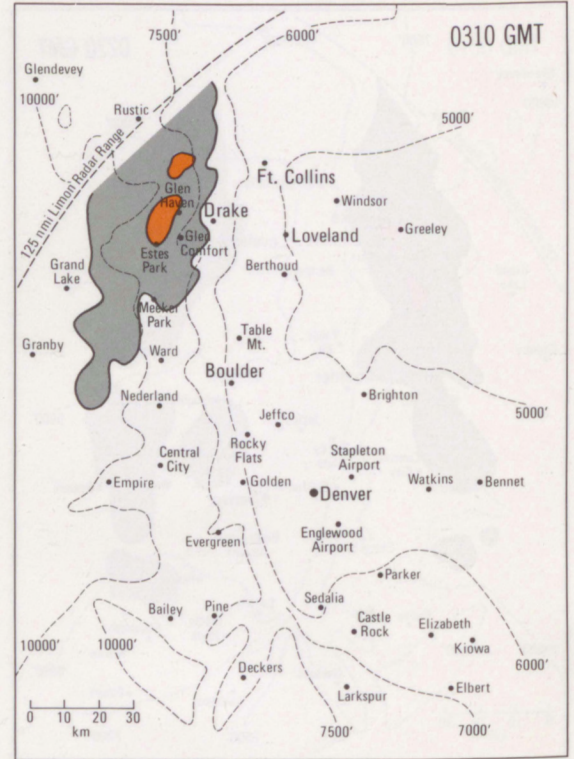 7500'
6000'
0310 GMT
Glendevey
10000'
Rustic
5000'
125 nmi Limon Radar Range
Ft. Collins
Glen
Haven
Windsor
Drake
Greeley
Glen
Comfort
Loveland
Estes
Park
Berthoud
Grand
Lake
Meeker
Park
Table
Mt.
Granby
Ward
Boulder
Nederland
Brighton
5000'
Jeffco
Rocky
Flats
Central
City
Stapleton
Airport
Empire
Golden
Watkins
Bennet
Denver
Evergreen
Englewood
Airport
Parker
Bailey
Pine
Sedalia
Castle
Rock
Elizabeth
Kiowa
10000'
10000'
6000'
Deckers
Larkspur
Elbert
0 10 20 30
km
7500'
7000'